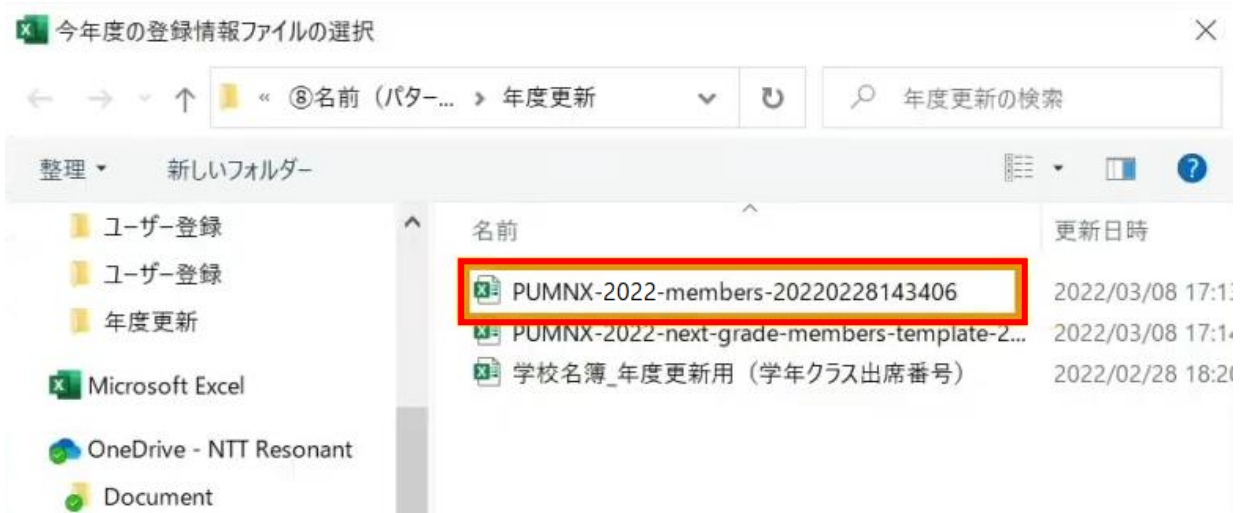 今年度の登録情報ファイルの選択
« ⑧名前（パター... › 年度更新
年度更新の検索
整理 新しいフォルダー
ユーザー登録
ユーザー登録
年度更新
Microsoft Excel
OneDrive - NTT Resonant
Document
名前 更新日時
PUMNX-2022-members-20220228143406 2022/03/08 17:13
PUMNX-2022-next-grade-members-template-2... 2022/03/08 17:14
学校名簿_年度更新用（学年クラス出席番号） 2022/02/28 18:20